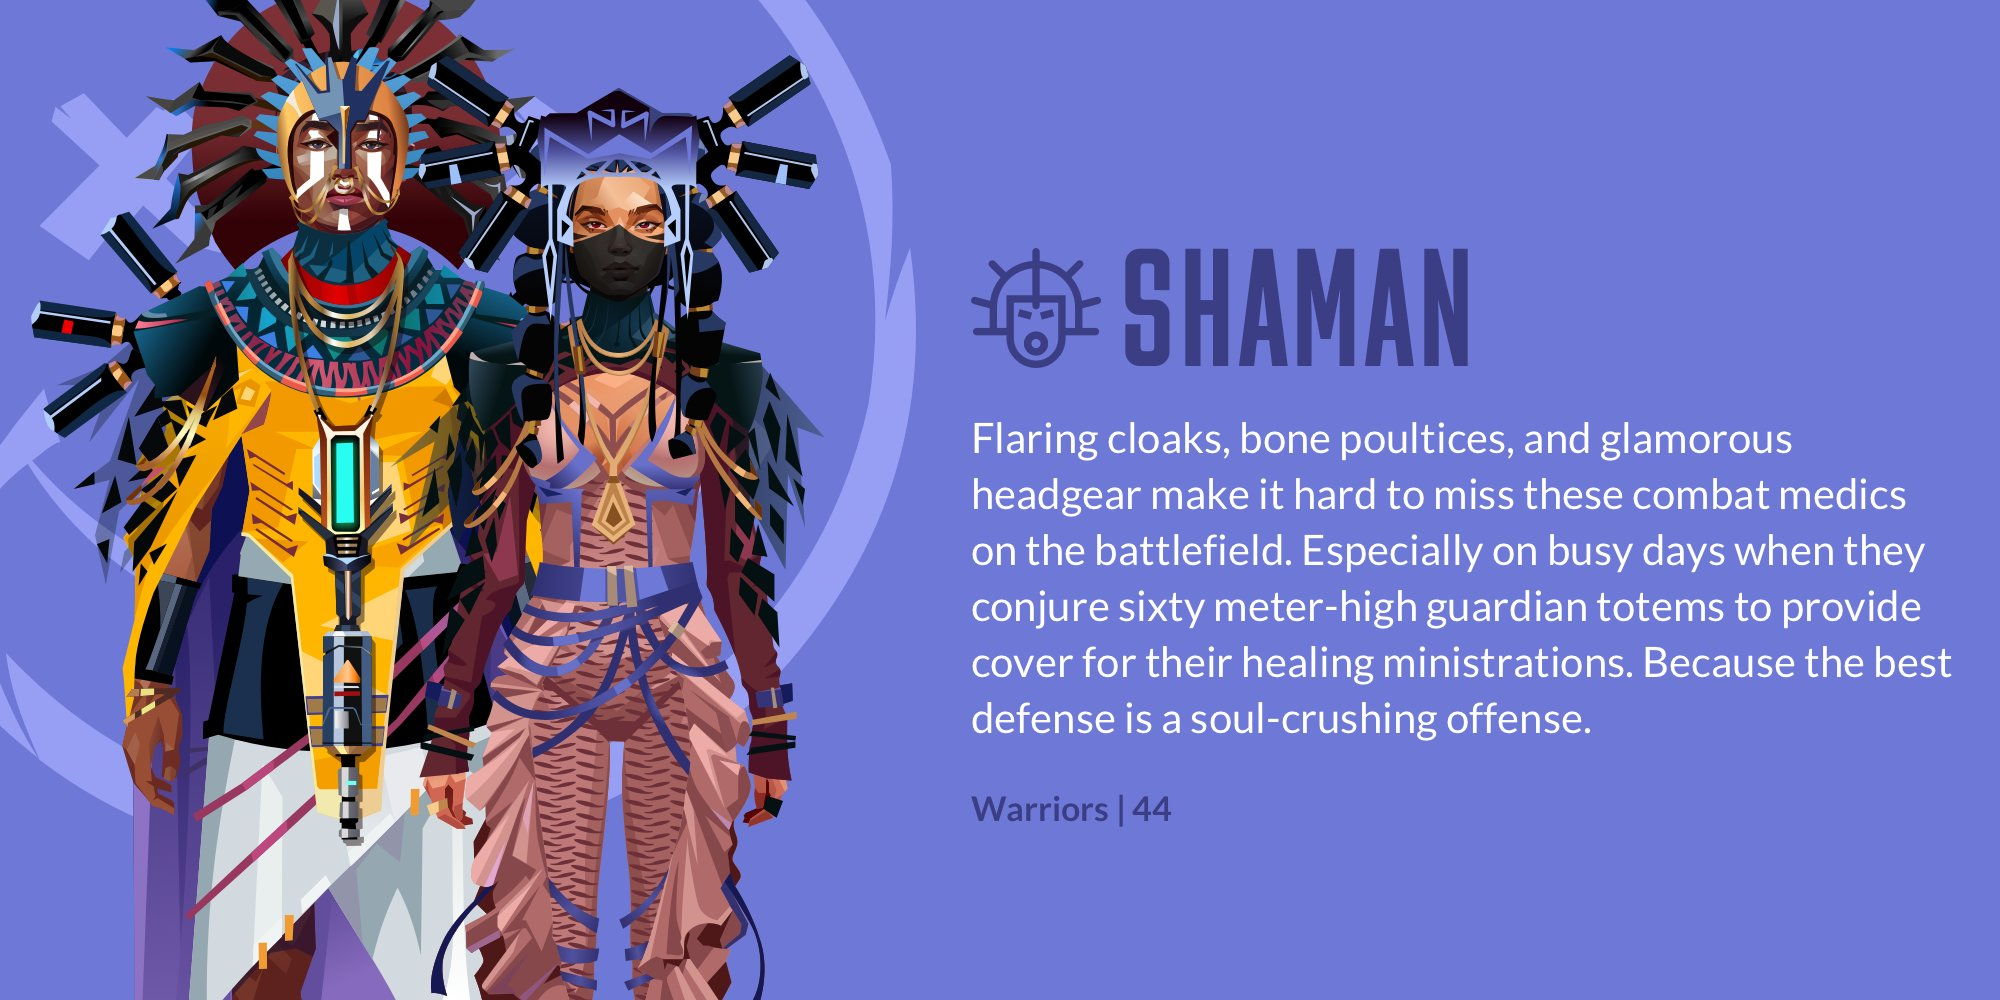 SHAMAN
Flaring cloaks, bone poultices, and glamorous
headgear make it hard to miss these combat medics
on the battlefield. Especially on busy days when they
conjure sixty meter-high guardian totems to provide
cover for their healing ministrations. Because the best
defense is a soul-crushing offense.
Warriors | 44